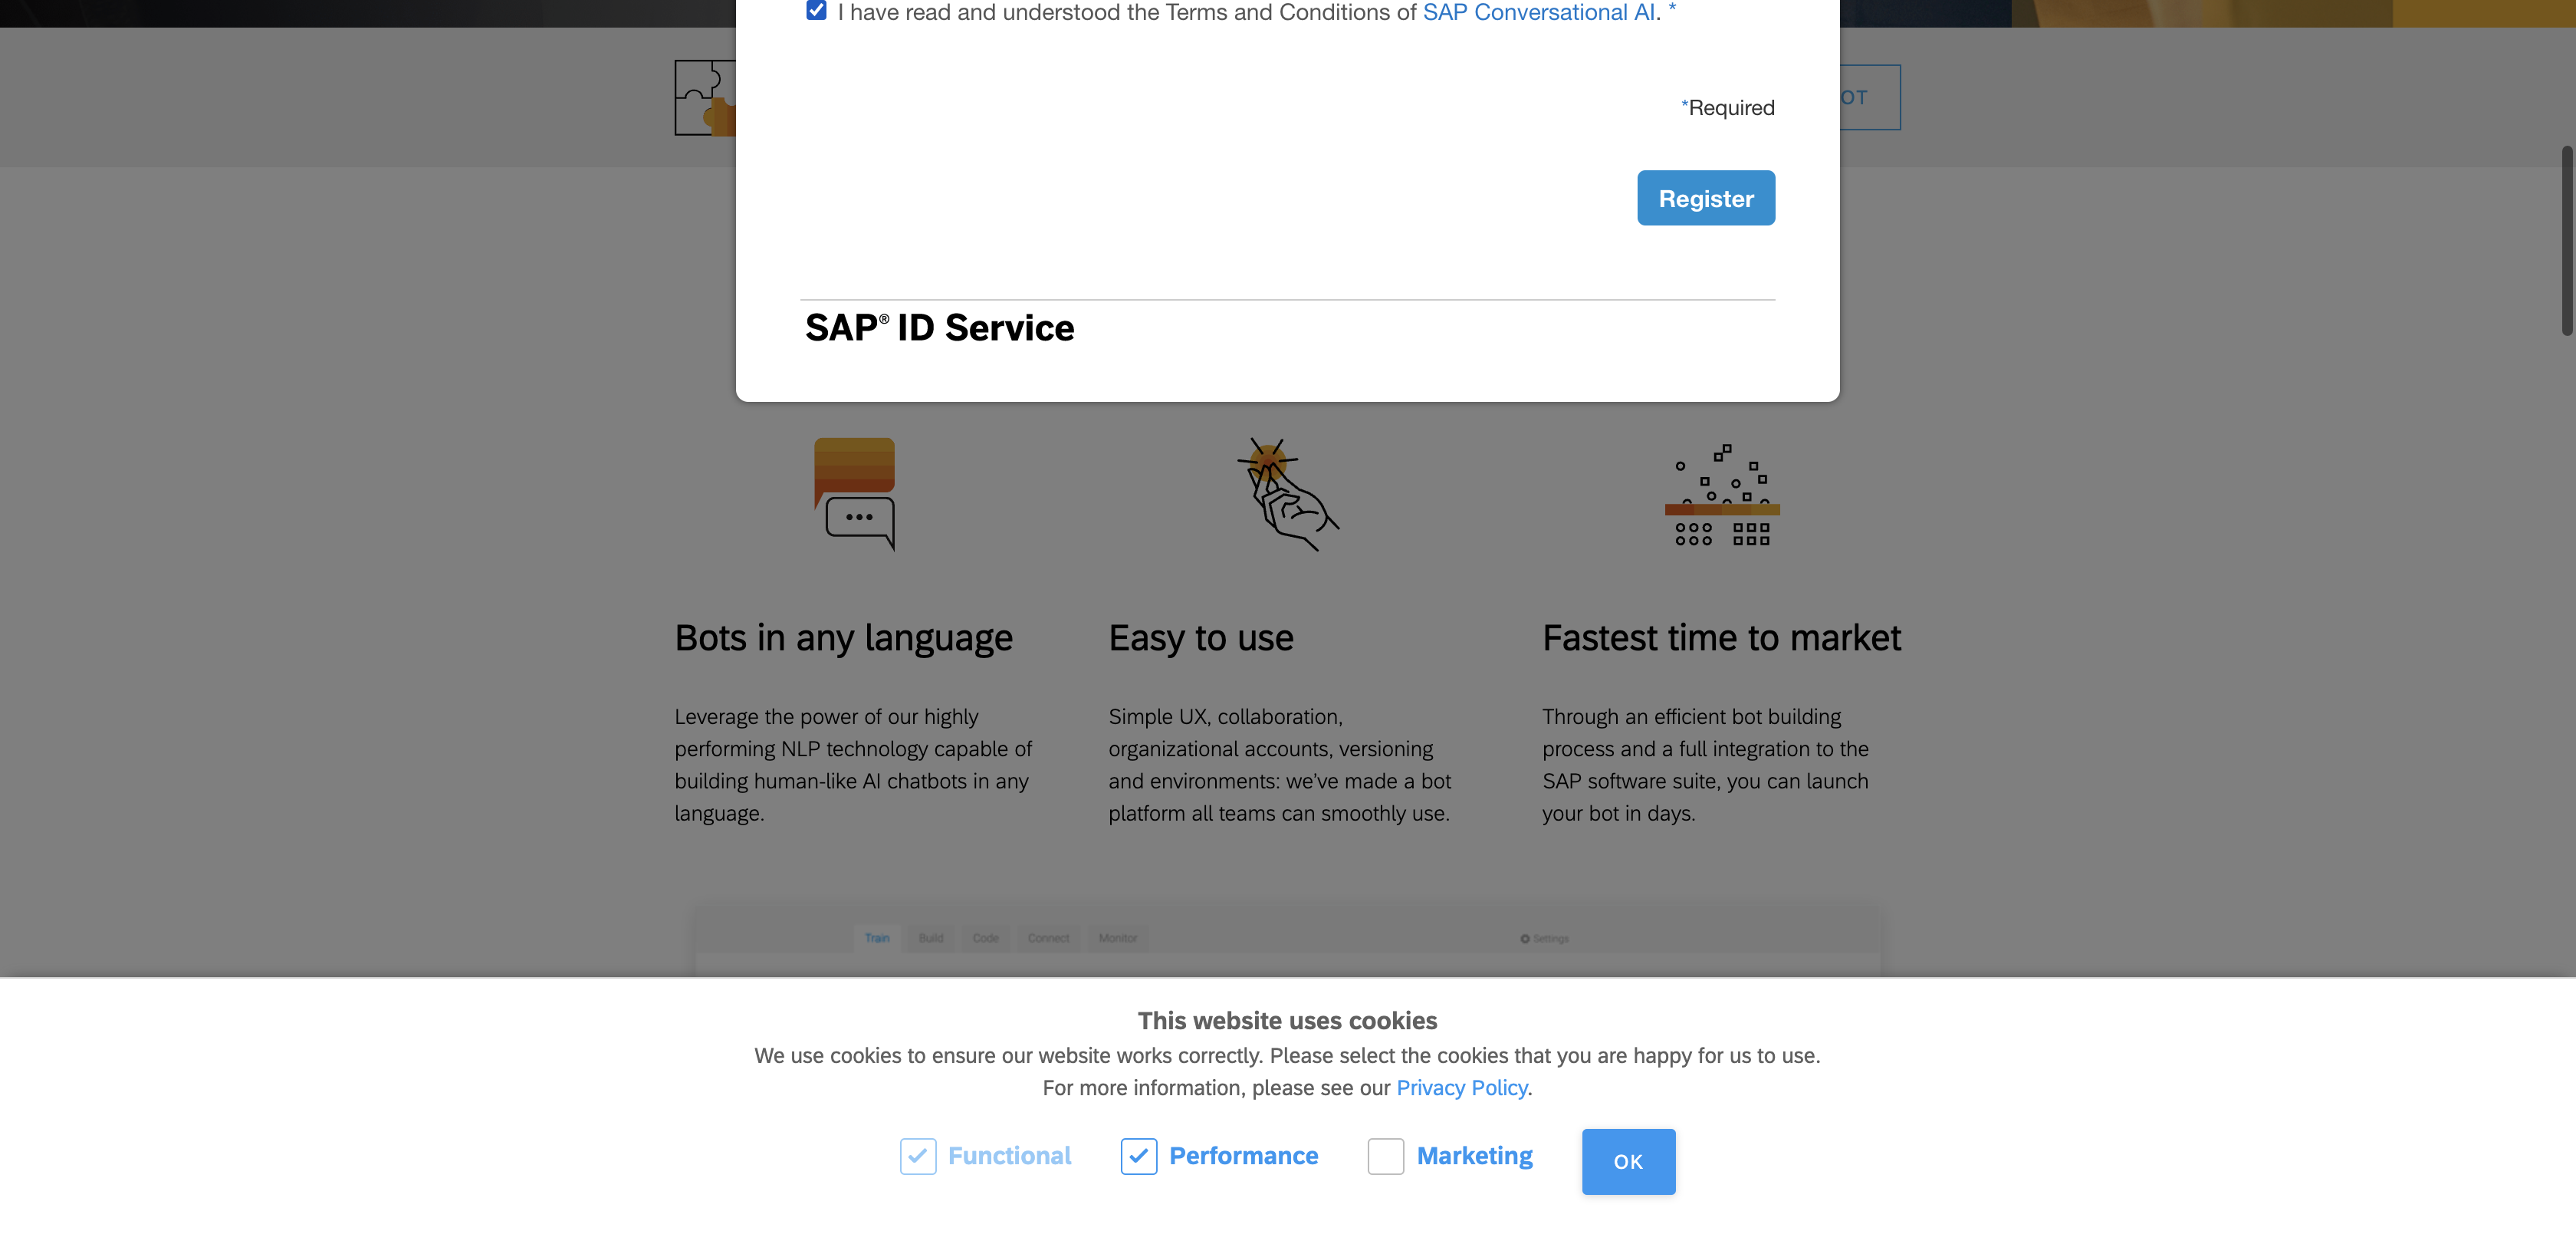 I have read and understood the Terms and Conditions of SAP Conversational AI. *
OT
*Required
Register
SAP® ID Service
Bots in any language
Leverage the power of our highly
performing NLP technology capable of
building human-like AI chatbots in any
language.
Easy to use
Simple UX, collaboration,
organizational accounts, versioning
and environments: we've made a bot
platform all teams can smoothly use.
Fastest time to market
Through an efficient bot building
process and a full integration to the
SAP software suite, you can launch
your bot in days.
Train Build Code Connect Monitor Settings
This website uses cookies
We use cookies to ensure our website works correctly. Please select the cookies that you are happy for us to use.
For more information, please see our Privacy Policy.
Functional Performance Marketing OK